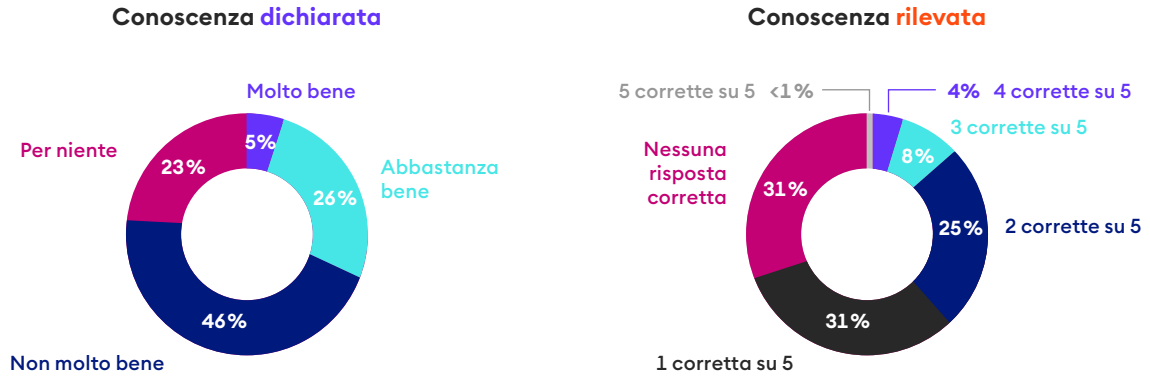 Conoscenza dichiarata
Molto bene
5%
Per niente
23%
Abbastanza
bene
26%
46%
Non molto bene
Conoscenza rilevata
5 corrette su 5 <1%
4% 4 corrette su 5
3 corrette su 5
8%
Nessuna
risposta
corretta
31%
25%
2 corrette su 5
31%
1 corretta su 5